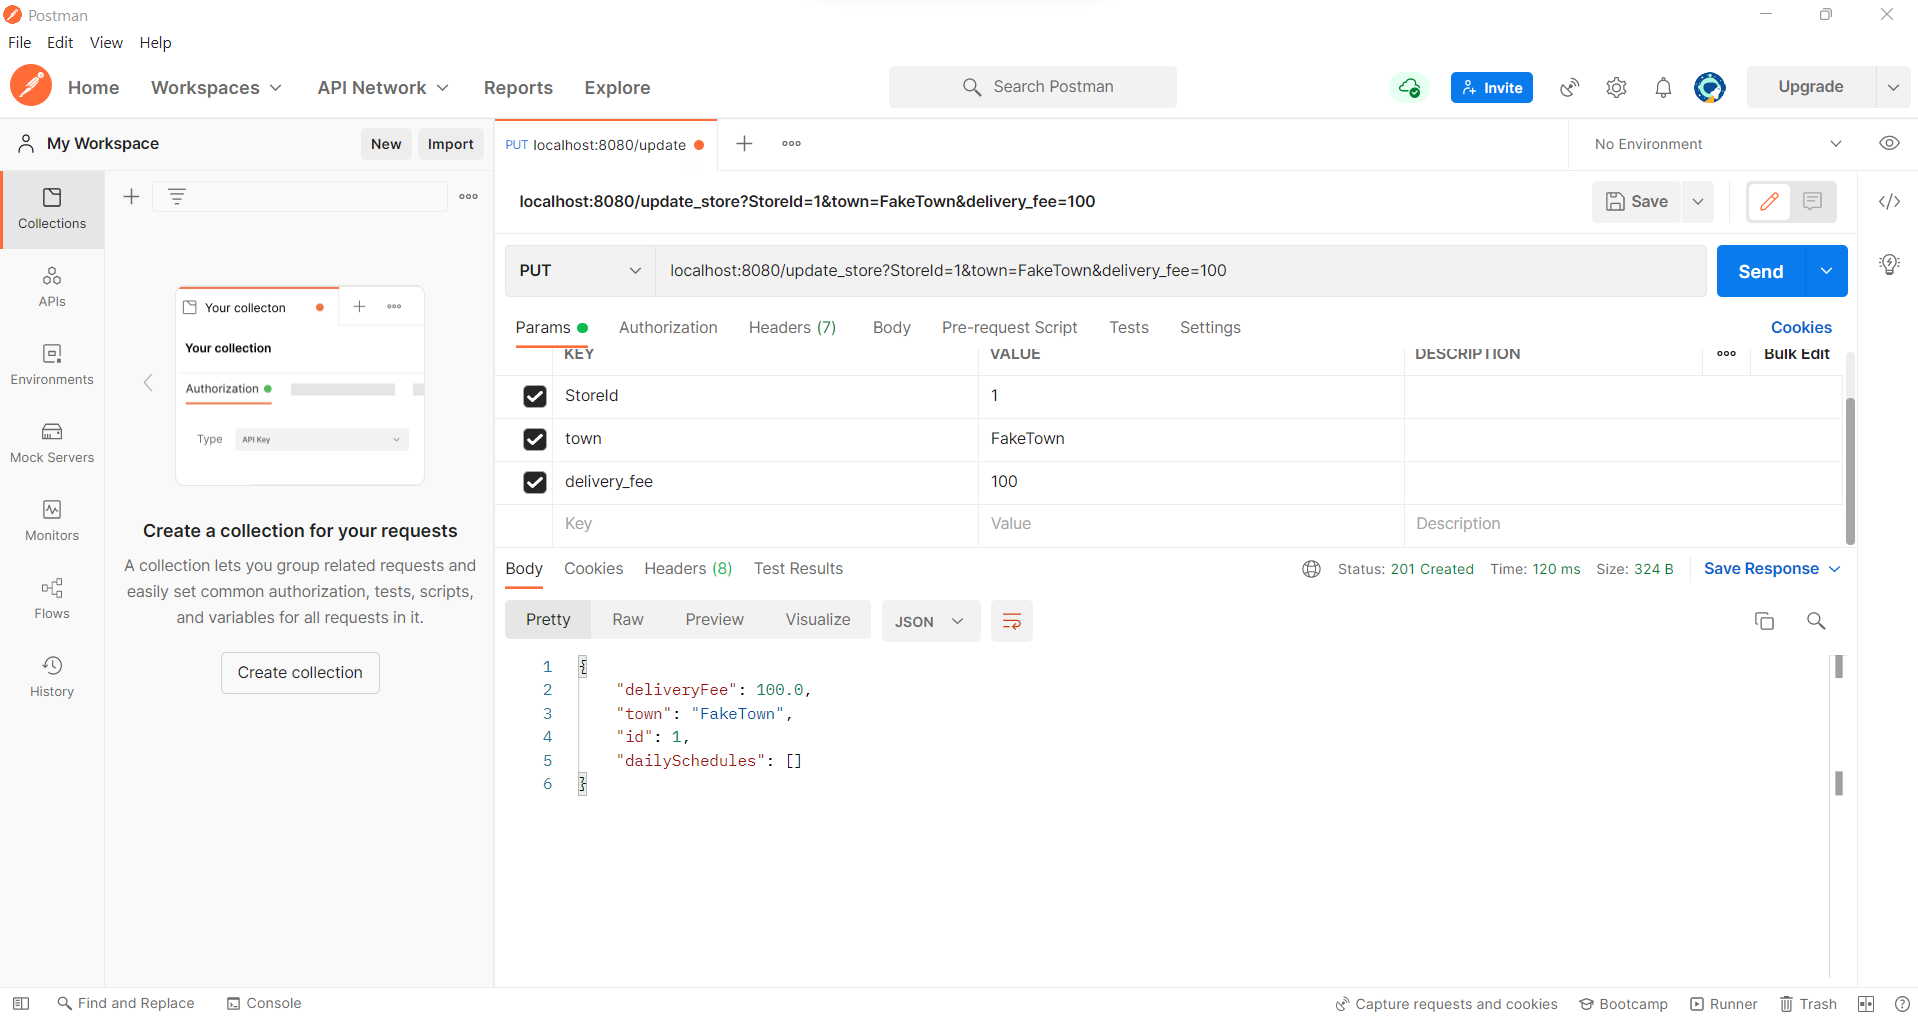 Postman
File Edit View Help
Home Workspaces API Network Reports Explore Search Postman Invite Upgrade
My Workspace New Import PUT localhost:8080/update No Environment
Collections
APIs
Environments
Mock Servers
Monitors
Flows
History
Your collecton
Your collection
Authorization
Type API Key
Create a collection for your requests
A collection lets you group related requests and
easily set common authorization, tests, scripts,
and variables for all requests in it.
Create collection
localhost:8080/update_store?StoreId=1&town=FakeTown&delivery_fee=100 Save
PUT localhost:8080/update_store?StoreId=1&town=FakeTown&delivery_fee=100 Send
Params Authorization Headers (7) Body Pre-request Script Tests Settings Cookies
KEY VALUE DESCRIPTION Bulk Edit
StoreId 1
town FakeTown
delivery_fee 100
Key Value Description
Body Cookies Headers (8) Test Results Status: 201 Created Time: 120 ms Size: 324 B Save Response
Pretty Raw Preview Visualize JSON
1 {
2 "deliveryFee": 100.0,
3 "town": "FakeTown",
4 "id": 1,
5 "dailySchedules": []
6 }
Find and Replace Console Capture requests and cookies Bootcamp Runner Trash